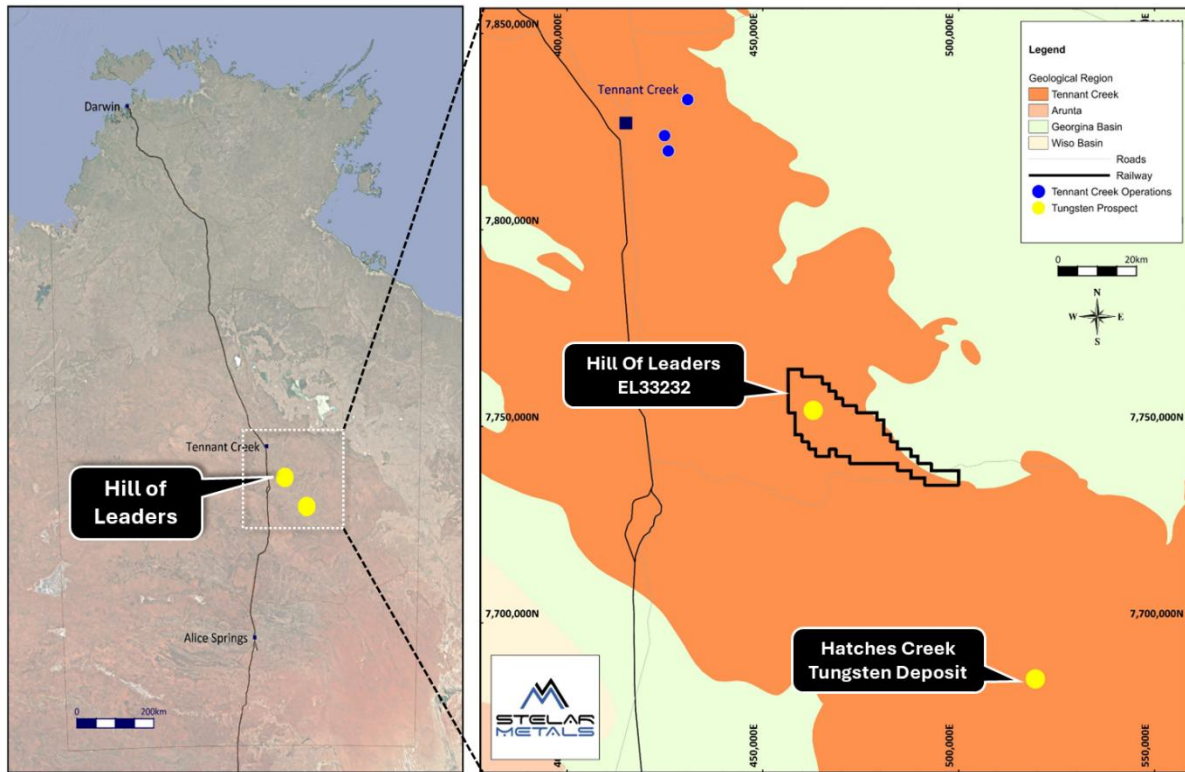 Darwin
Tennant Creek
Hill of
Leaders
Alice Springs
0 200km
7,850,000N
400,000E
450,000E
500,000E
Tennant Creek
7,800,000N
Hill Of Leaders
EL33232
7,750,000N
7,750,000N
7,700,000N
7,700,000N
Hatches Creek
Tungsten Deposit
STELAR
METALS
450,000E
500,000E
Legend
Geological Region
Tennant Creek
Arunta
Georgina Basin
Wiso Basin
Roads
Railway
Tennant Creek Operations
Tungsten Prospect
0 20km
N
W E
S